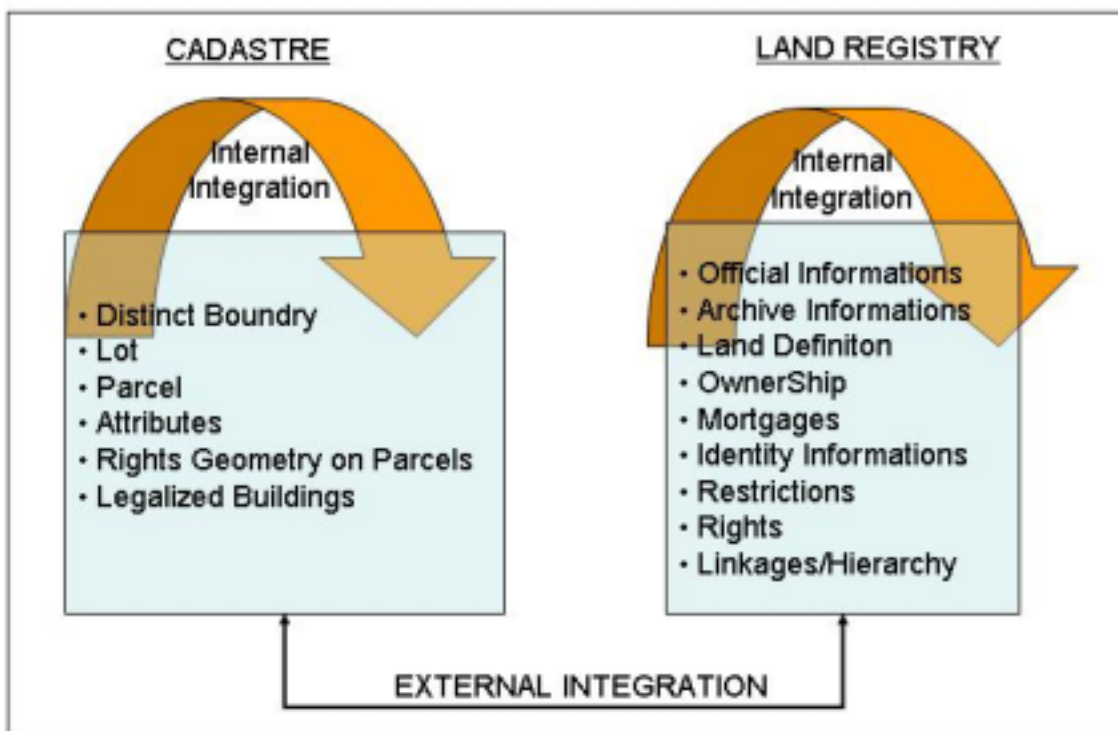 CADASTRE
Internal
Integration
• Distinct Boundry
• Lot
• Parcel
• Attributes
• Rights Geometry on Parcels
• Legalized Buildings
LAND REGISTRY
Internal
Integration
• Official Informations
• Archive Informations
• Land Definiton
• OwnerShip
• Mortgages
• Identity Informations
• Restrictions
• Rights
• Linkages/Hierarchy
EXTERNAL INTEGRATION